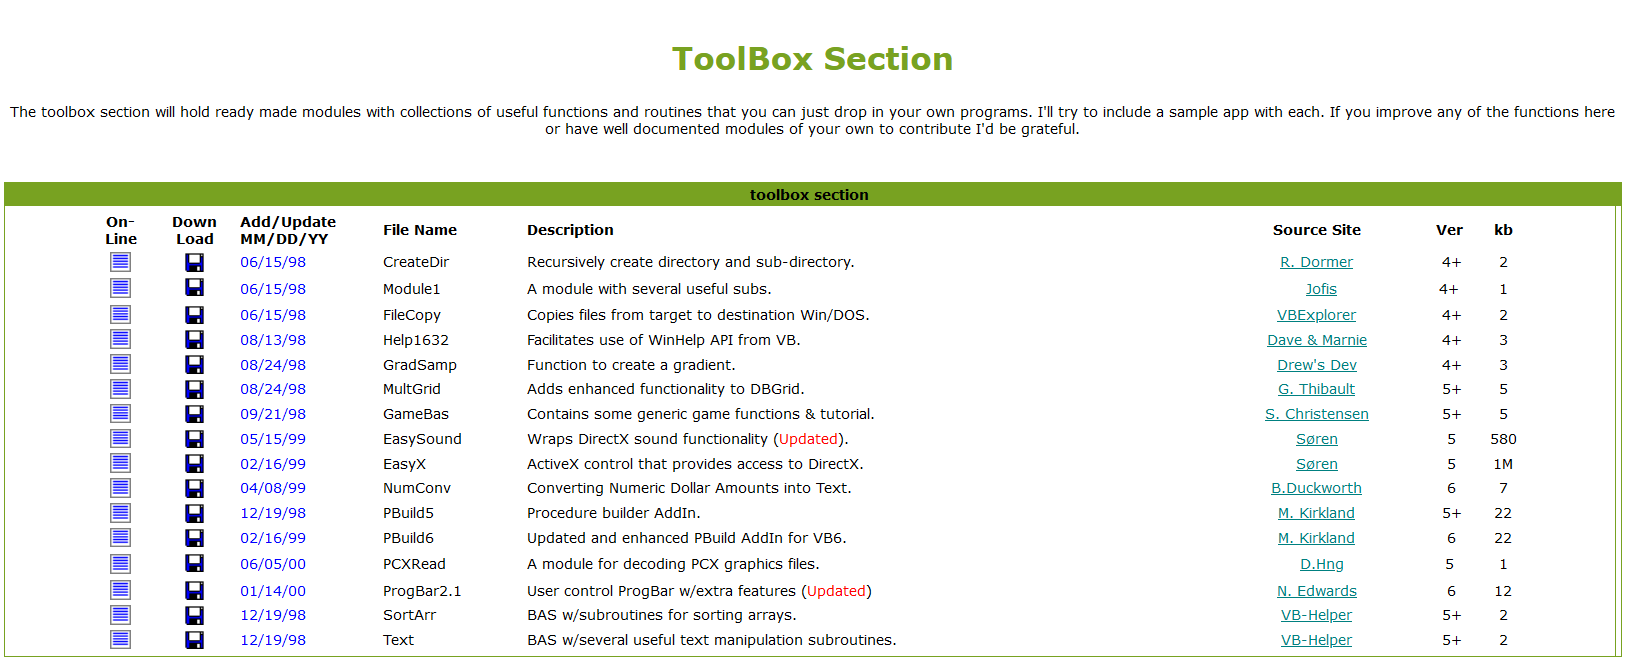 ToolBox Section
The toolbox section will hold ready made modules with collections of useful functions and routines that you can just drop in your own programs. I'll try to include a sample app with each. If you improve any of the functions here
or have well documented modules of your own to contribute I'd be grateful.
toolbox section
On-Line Down Load Add/Update MM/DD/YY File Name Description Source Site Ver kb
06/15/98 CreateDir Recursively create directory and sub-directory. R. Dormer 4+ 2
06/15/98 Module1 A module with several useful subs. Jofis 4+ 1
06/15/98 FileCopy Copies files from target to destination Win/DOS. VBExplorer 4+ 2
08/13/98 Help1632 Facilitates use of WinHelp API from VB. Dave & Marnie 4+ 3
08/24/98 GradSamp Function to create a gradient. Drew's Dev 4+ 3
08/24/98 MultGrid Adds enhanced functionality to DBGrid. G. Thibault 5+ 5
09/21/98 GameBas Contains some generic game functions & tutorial. S. Christensen 5+ 5
05/15/99 EasySound Wraps DirectX sound functionality (Updated). Søren 5 580
02/16/99 EasyX ActiveX control that provides access to DirectX. Søren 5 1M
04/08/99 NumConv Converting Numeric Dollar Amounts into Text. B.Duckworth 6 7
12/19/98 PBuild5 Procedure builder AddIn. M. Kirkland 5+ 22
02/16/99 PBuild6 Updated and enhanced PBuild AddIn for VB6. M. Kirkland 6 22
06/05/00 PCXRead A module for decoding PCX graphics files. D.Hng 5 1
01/14/00 ProgBar2.1 User control ProgBar w/extra features (Updated) N. Edwards 6 12
12/19/98 SortArr BAS w/subroutines for sorting arrays. VB-Helper 5+ 2
12/19/98 Text BAS w/several useful text manipulation subroutines. VB-Helper 5+ 2